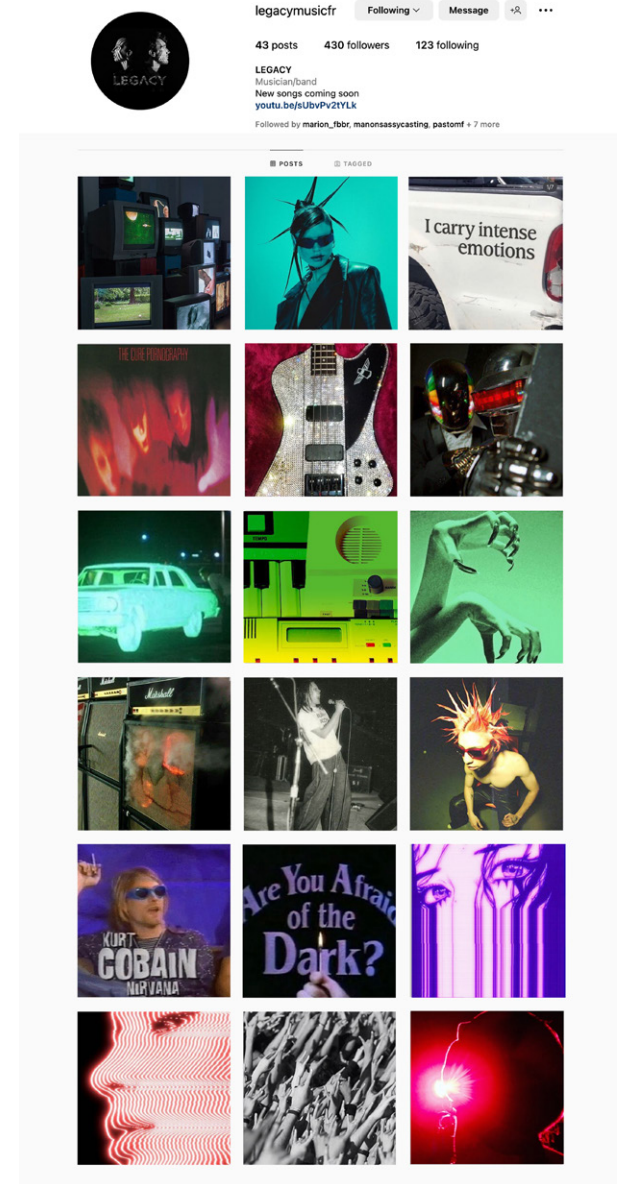 legacymusicfr
Following
Message
43 posts 430 followers 123 following
LEGACY
LEGACY
Musician/band
New songs coming soon
youtu.be/sUbvPv2tYLk
Followed by marion_fbbr, manonsassycasting, pastomf + 7 more
POSTS TAGGED
I carry intense
emotions
THE CURE PORNOGRAPHY
TEMPO
Marshall
KURT
COBAIN
NIRVANA
Are You Afraid
of the
Dark?